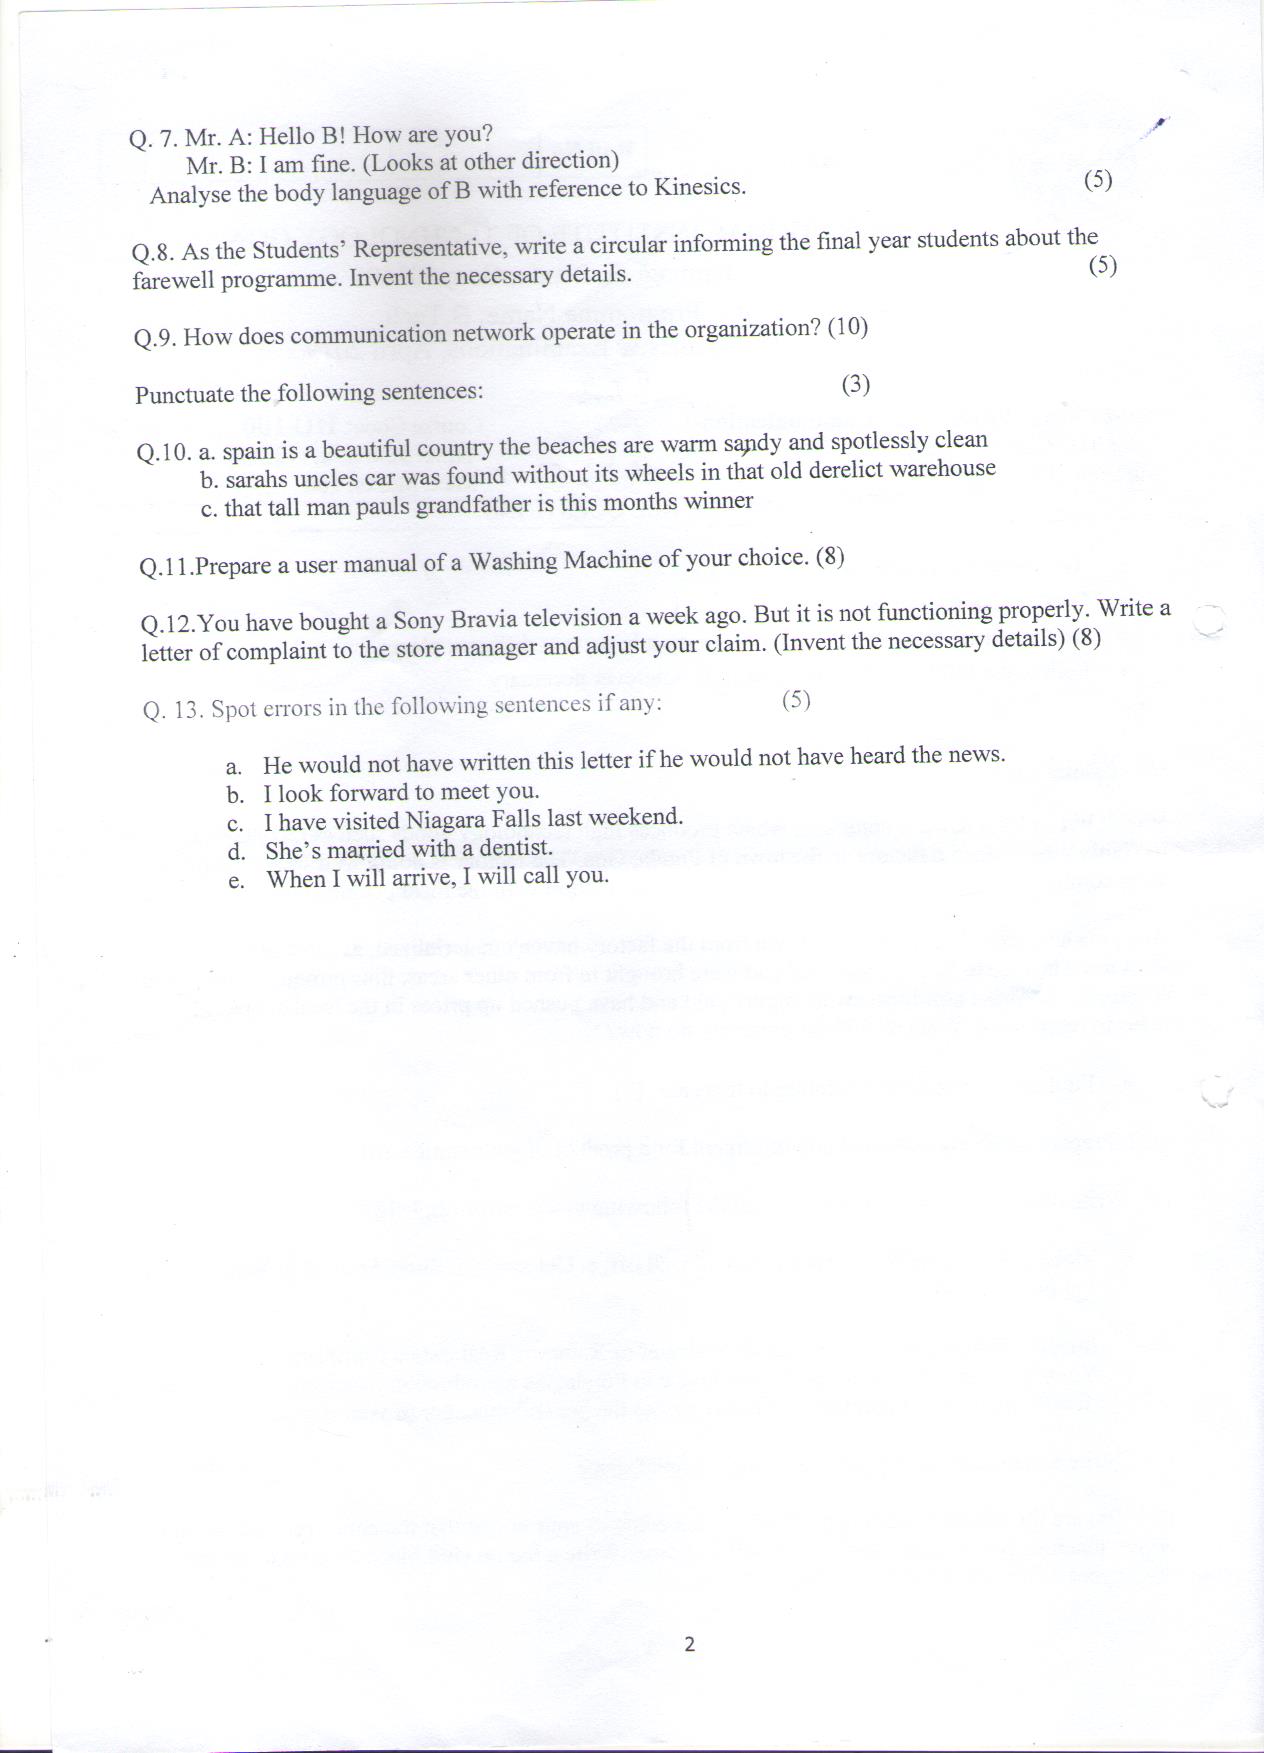 Q. 7. Mr. A: Hello B! How are you?
Mr. B: I am fine. (Looks at other direction)
Analyse the body language of B with reference to Kinesics. (5)
Q.8. As the Students' Representative, write a circular informing the final year students about the
farewell programme. Invent the necessary details. (5)
Q.9. How does communication network operate in the organization? (10)
Punctuate the following sentences: (3)
Q.10. a. spain is a beautiful country the beaches are warm sandy and spotlessly clean
b. sarahs uncles car was found without its wheels in that old derelict warehouse
c. that tall man pauls grandfather is this months winner
Q.11.Prepare a user manual of a Washing Machine of your choice. (8)
Q.12.You have bought a Sony Bravia television a week ago. But it is not functioning properly. Write a
letter of complaint to the store manager and adjust your claim. (Invent the necessary details) (8)
Q. 13. Spot errors in the following sentences if any: (5)
a. He would not have written this letter if he would not have heard the news.
b. I look forward to meet you.
c. I have visited Niagara Falls last weekend.
d. She's married with a dentist.
e. When I will arrive, I will call you.
2